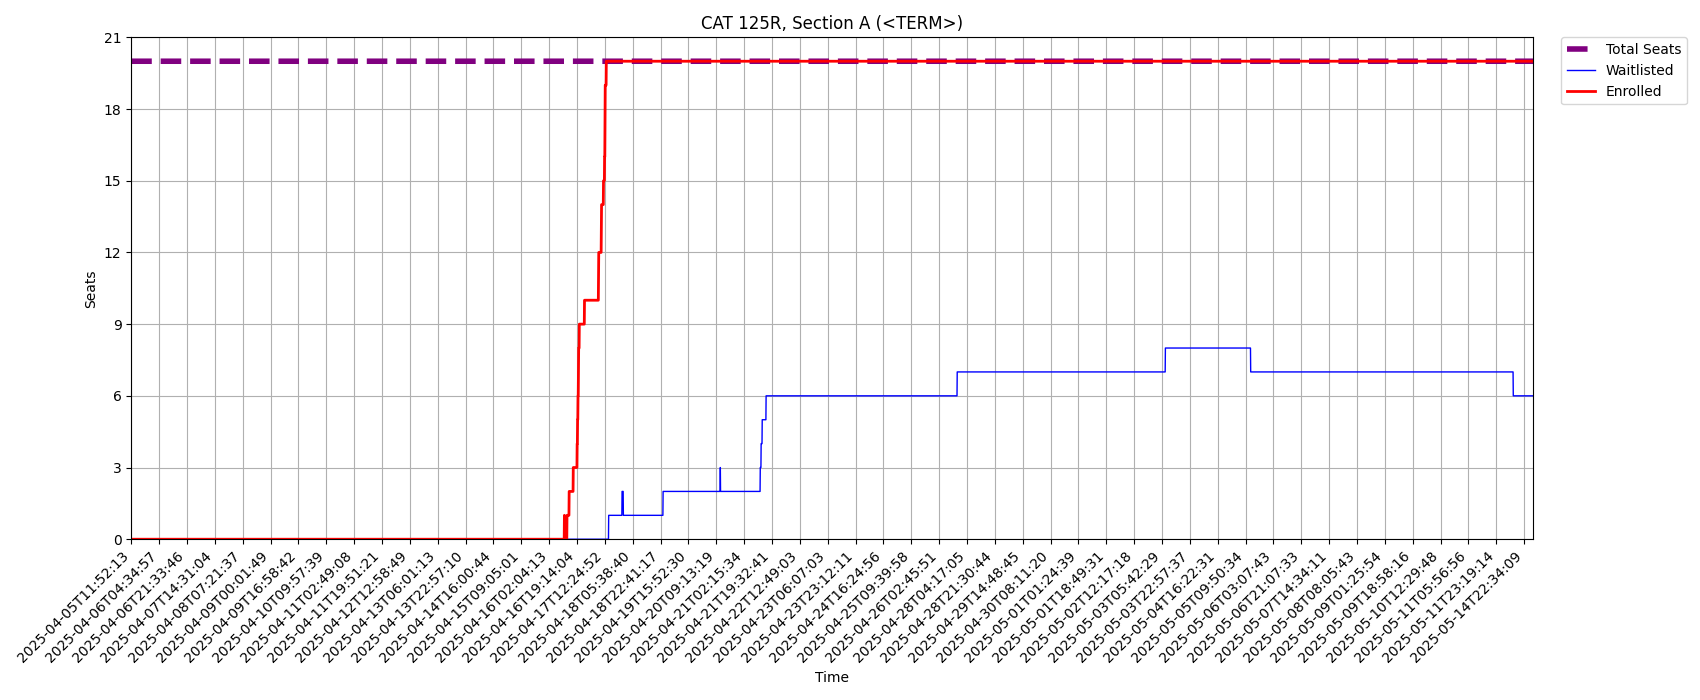 CAT 125R, Section A (<TERM>)
Total Seats
Waitlisted
Enrolled
21
18
15
12
9
6
3
0
Seats
2025-04-05T11:52:13
2025-04-06T04:34:57
2025-04-06T21:33:46
2025-04-07T14:31:04
2025-04-08T07:21:37
2025-04-09T00:01:49
2025-04-09T16:58:42
2025-04-10T09:57:39
2025-04-11T02:49:08
2025-04-11T19:51:21
2025-04-12T12:58:49
2025-04-13T06:01:13
2025-04-13T22:57:10
2025-04-14T16:00:44
2025-04-15T09:05:01
2025-04-16T02:04:13
2025-04-16T19:14:04
2025-04-17T12:24:52
2025-04-18T05:38:40
2025-04-18T22:41:17
2025-04-19T15:52:30
2025-04-20T09:13:19
2025-04-21T02:15:34
2025-04-21T19:32:41
2025-04-22T12:49:03
2025-04-23T06:07:03
2025-04-23T23:12:11
2025-04-24T16:24:56
2025-04-25T09:39:58
2025-04-26T02:45:51
2025-04-28T04:17:05
2025-04-28T21:30:44
2025-04-29T14:48:45
2025-04-30T08:11:20
2025-05-01T01:24:39
2025-05-01T18:49:31
2025-05-02T12:17:18
2025-05-03T05:42:29
2025-05-03T22:57:37
2025-05-04T16:22:31
2025-05-05T09:50:34
2025-05-06T03:07:43
2025-05-06T21:07:33
2025-05-07T14:34:11
2025-05-08T08:05:43
2025-05-09T01:25:54
2025-05-09T18:58:16
2025-05-10T12:29:48
2025-05-11T05:56:56
2025-05-11T23:19:14
2025-05-14T22:34:09
Time